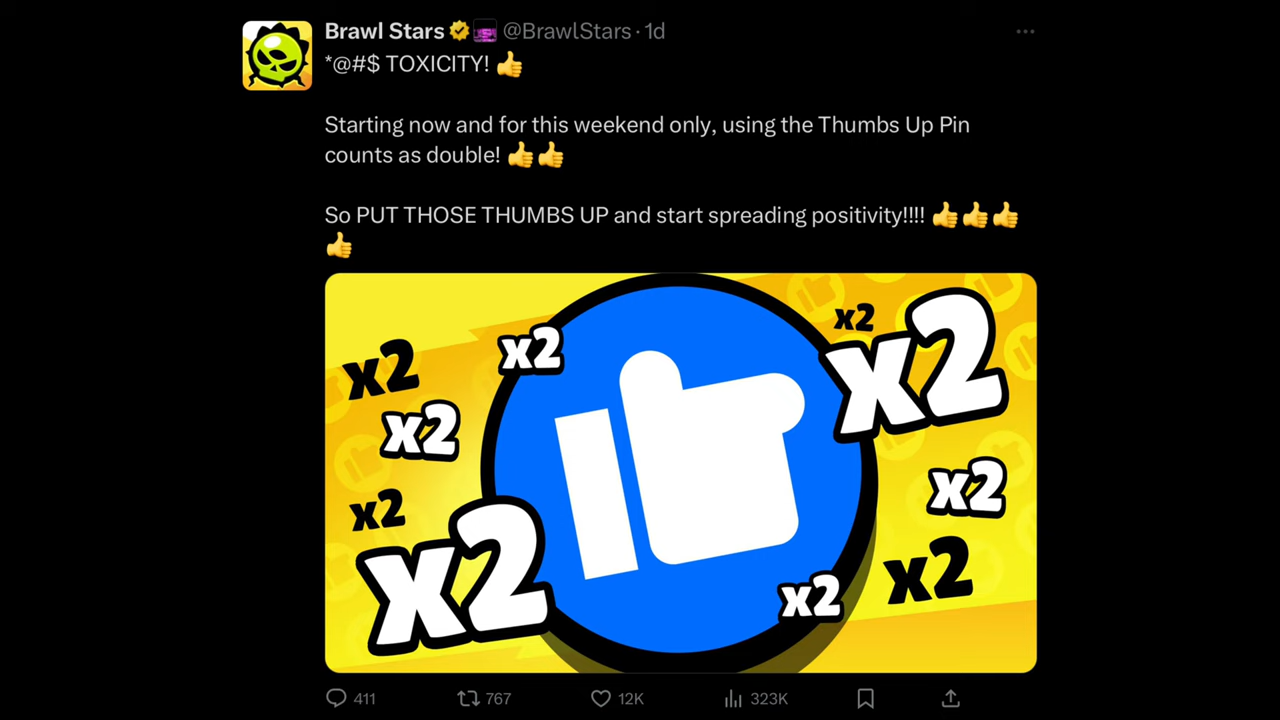 Brawl Stars @BrawlStars · 1d
*@#$ TOXICITY! 👍
Starting now and for this weekend only, using the Thumbs Up Pin
counts as double! 👍👍
So PUT THOSE THUMBS UP and start spreading positivity!!!! 👍👍👍
👍
x2
x2
x2
x2
x2
x2
x2
x2
x2
x2
411 767 12K 323K